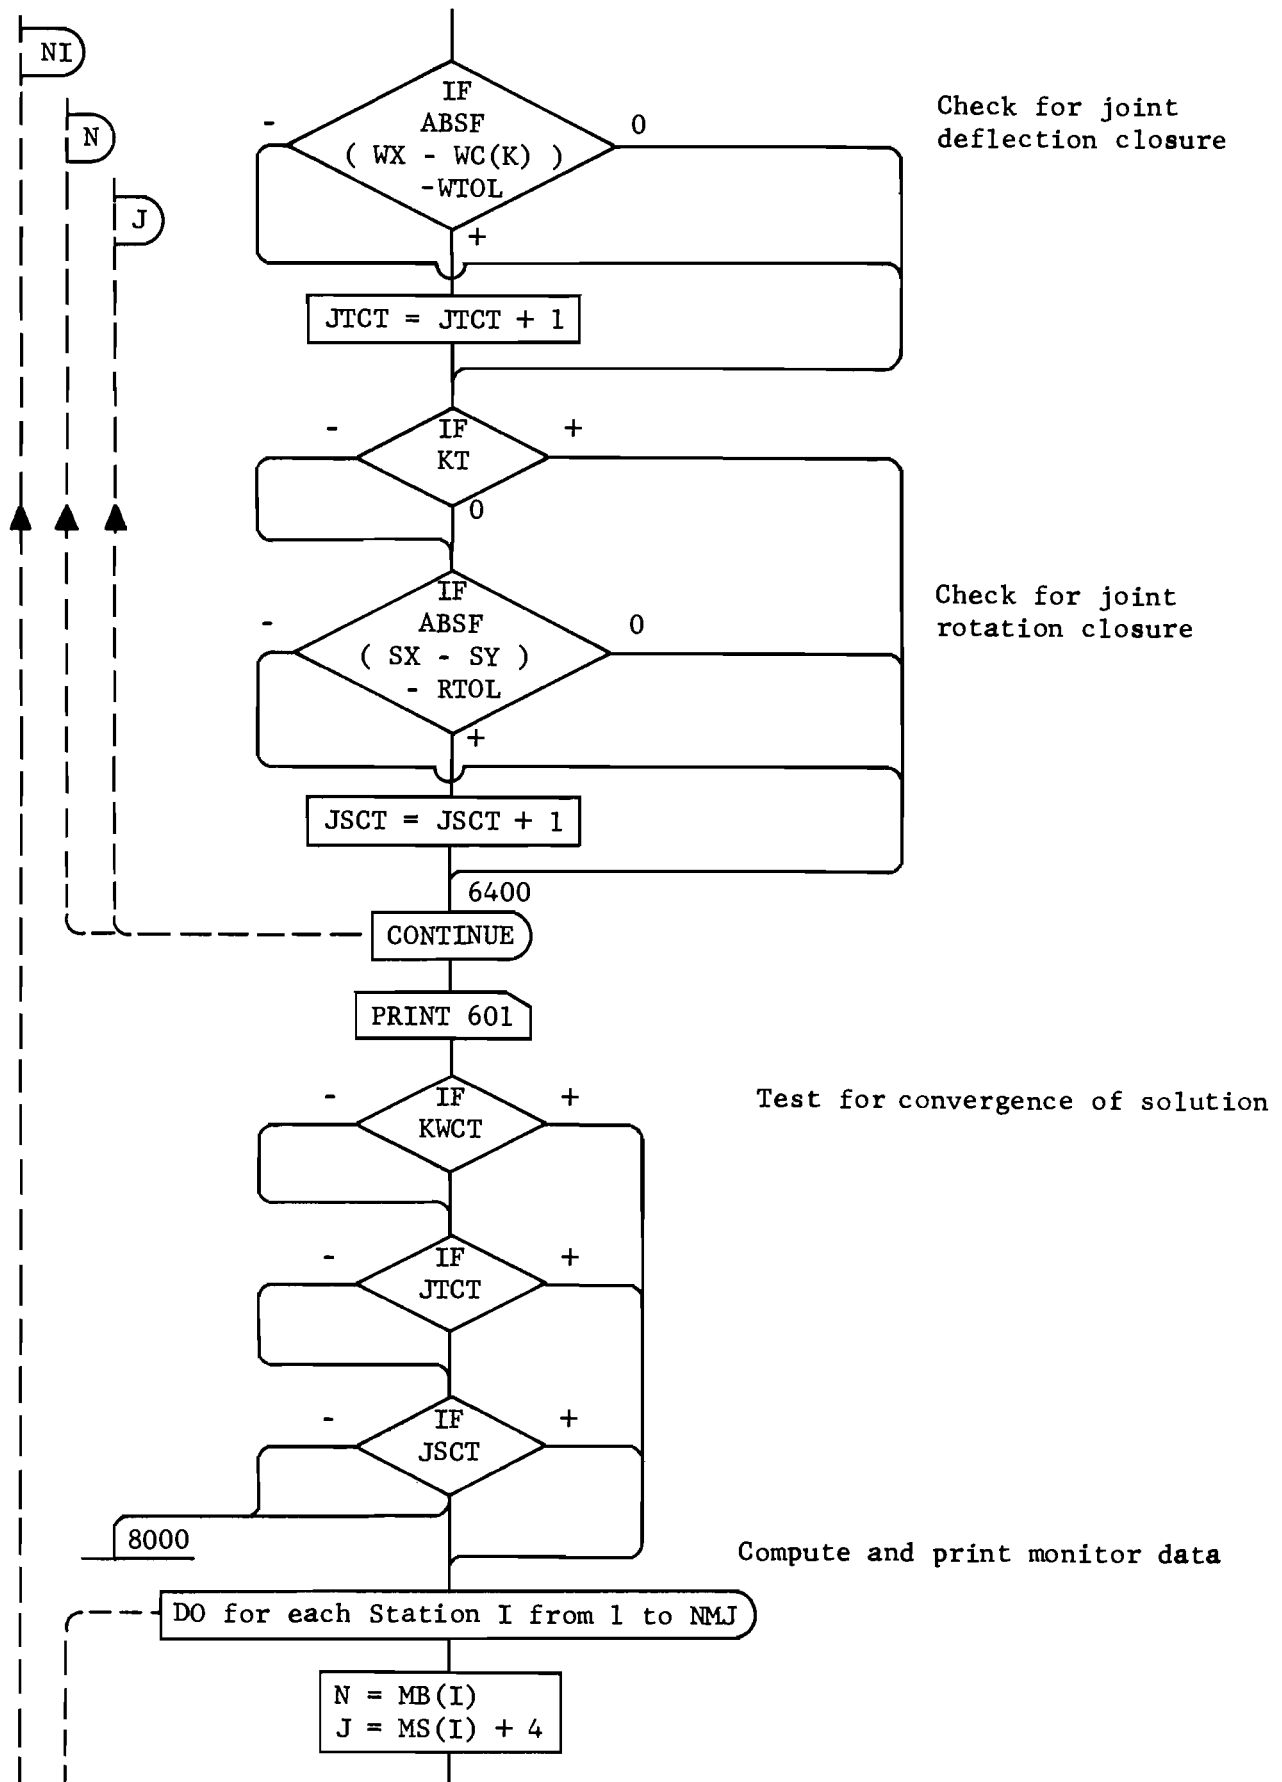 NI
N
J
IF
ABSF
( WX - WC(K) )
-WTOL
-
0
+
Check for joint
deflection closure
JTCT = JTCT + 1
-
IF
KT
+
0
IF
ABSF
( SX - SY )
- RTOL
-
0
+
Check for joint
rotation closure
JSCT = JSCT + 1
6400
CONTINUE
PRINT 601
-
IF
KWCT
+
Test for convergence of solution
-
IF
JTCT
+
-
IF
JSCT
+
8000
Compute and print monitor data
DO for each Station I from 1 to NMJ
N = MB(I)
J = MS(I) + 4